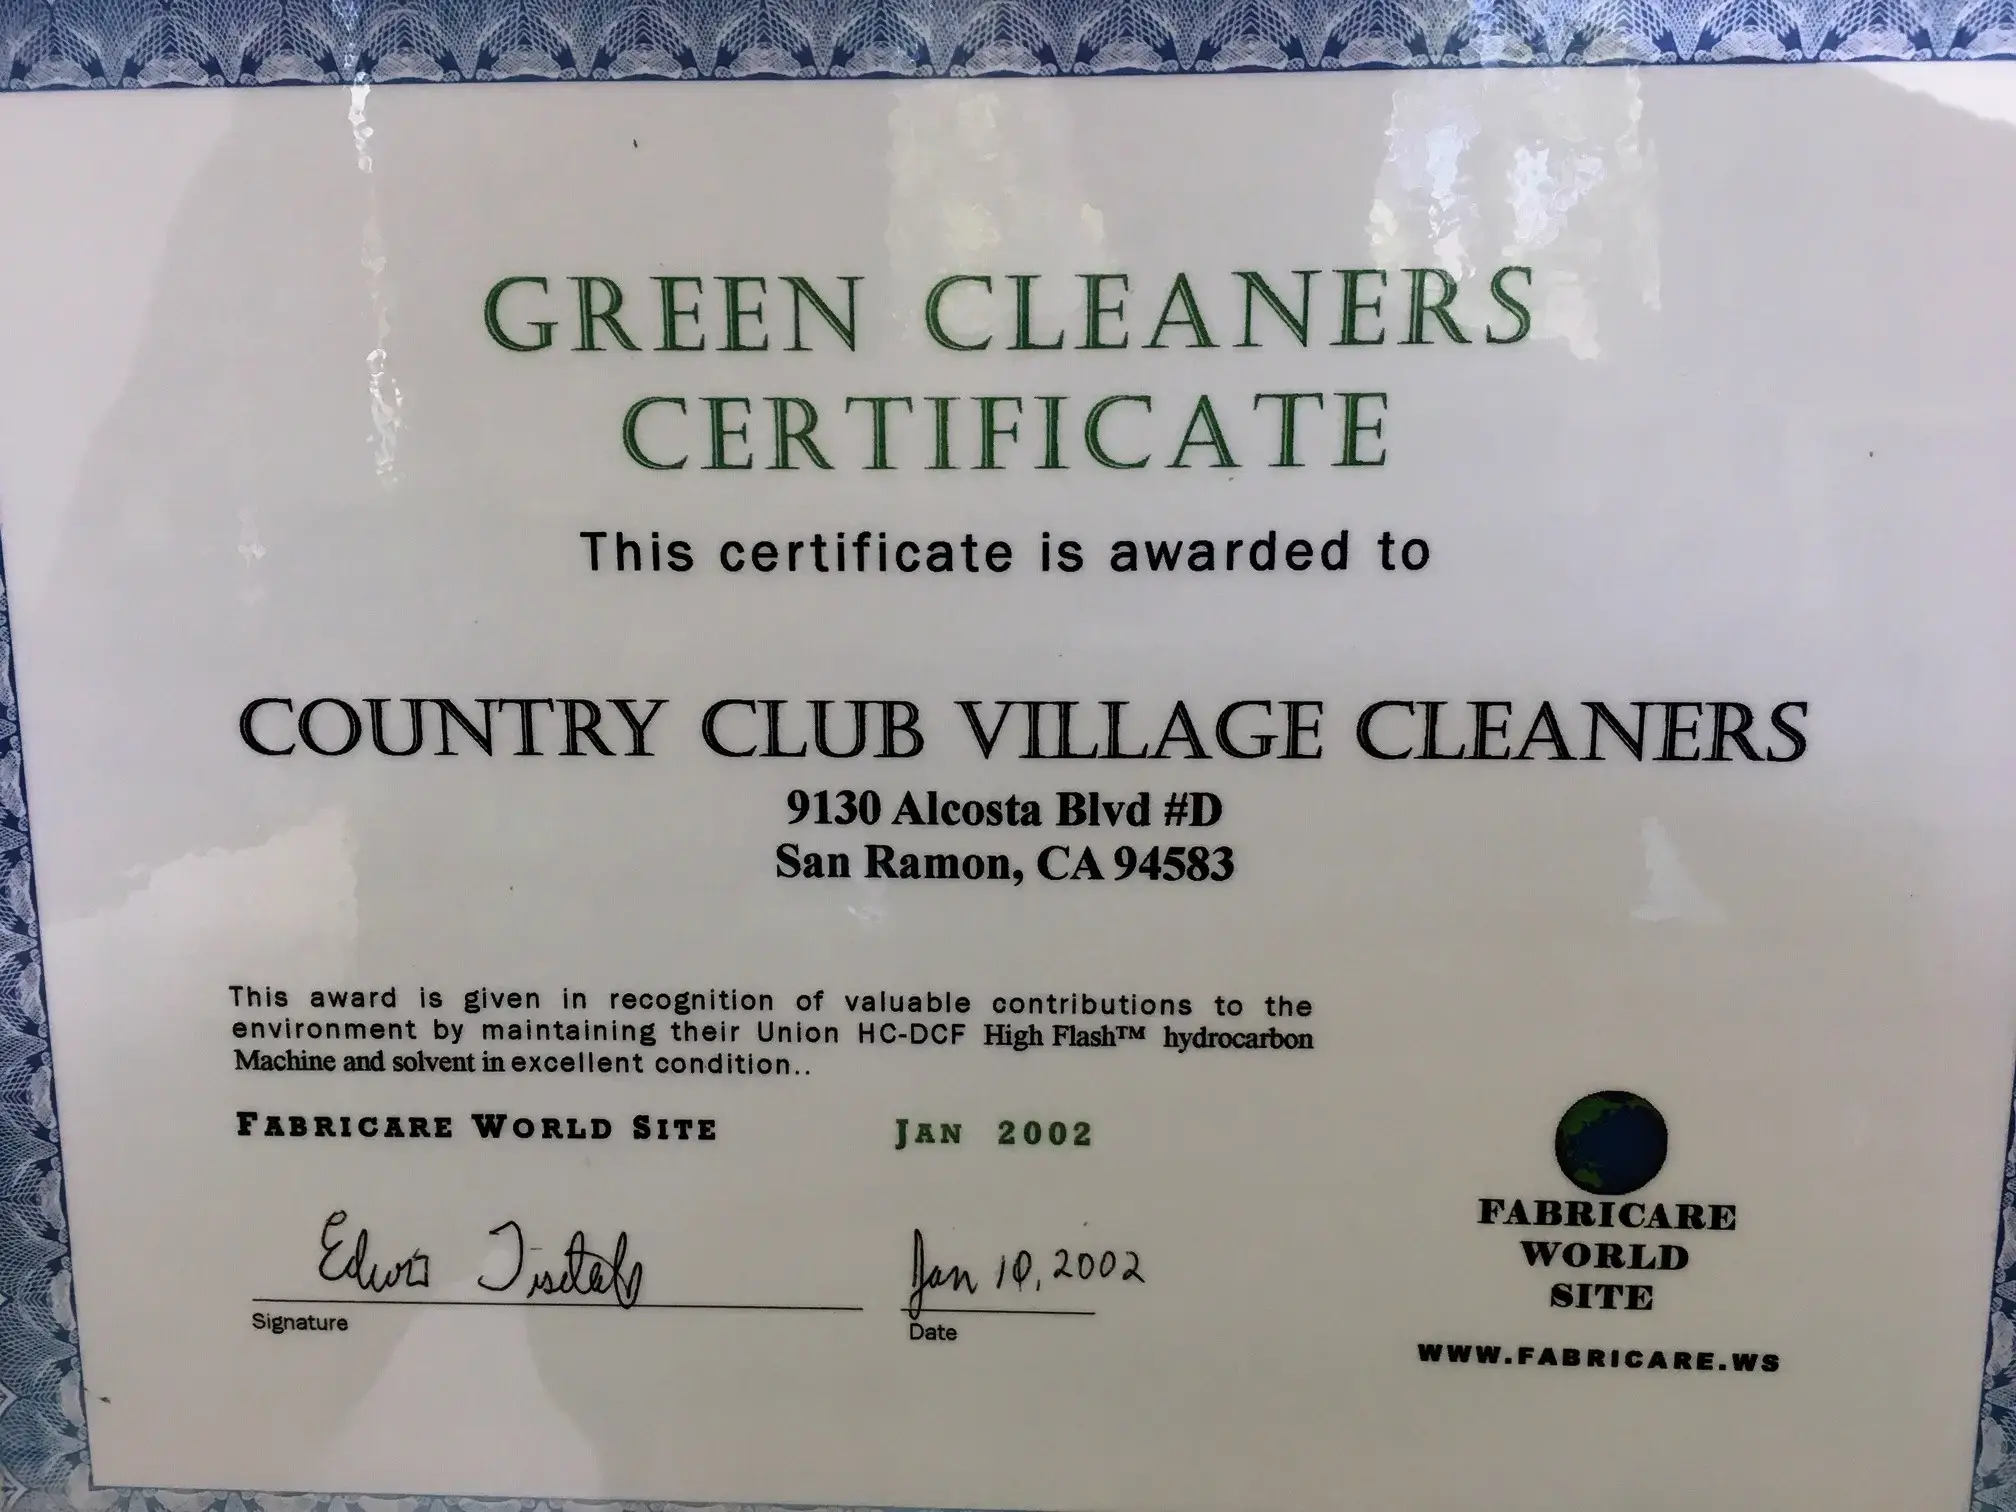 GREEN CLEANERS
CERTIFICATE
This certificate is awarded to
COUNTRY CLUB VILLAGE CLEANERS
9130 Alcosta Blvd #D
San Ramon, CA 94583
This award is given in recognition of valuable contributions to the
environment by maintaining their Union HC-DCF High Flash™ hydrocarbon
Machine and solvent in excellent condition..
FABRICARE WORLD SITE
JAN 2002
Jan 10, 2002
Signature
Date
FABRICARE
WORLD
SITE
WWW.FABRICARE.WS